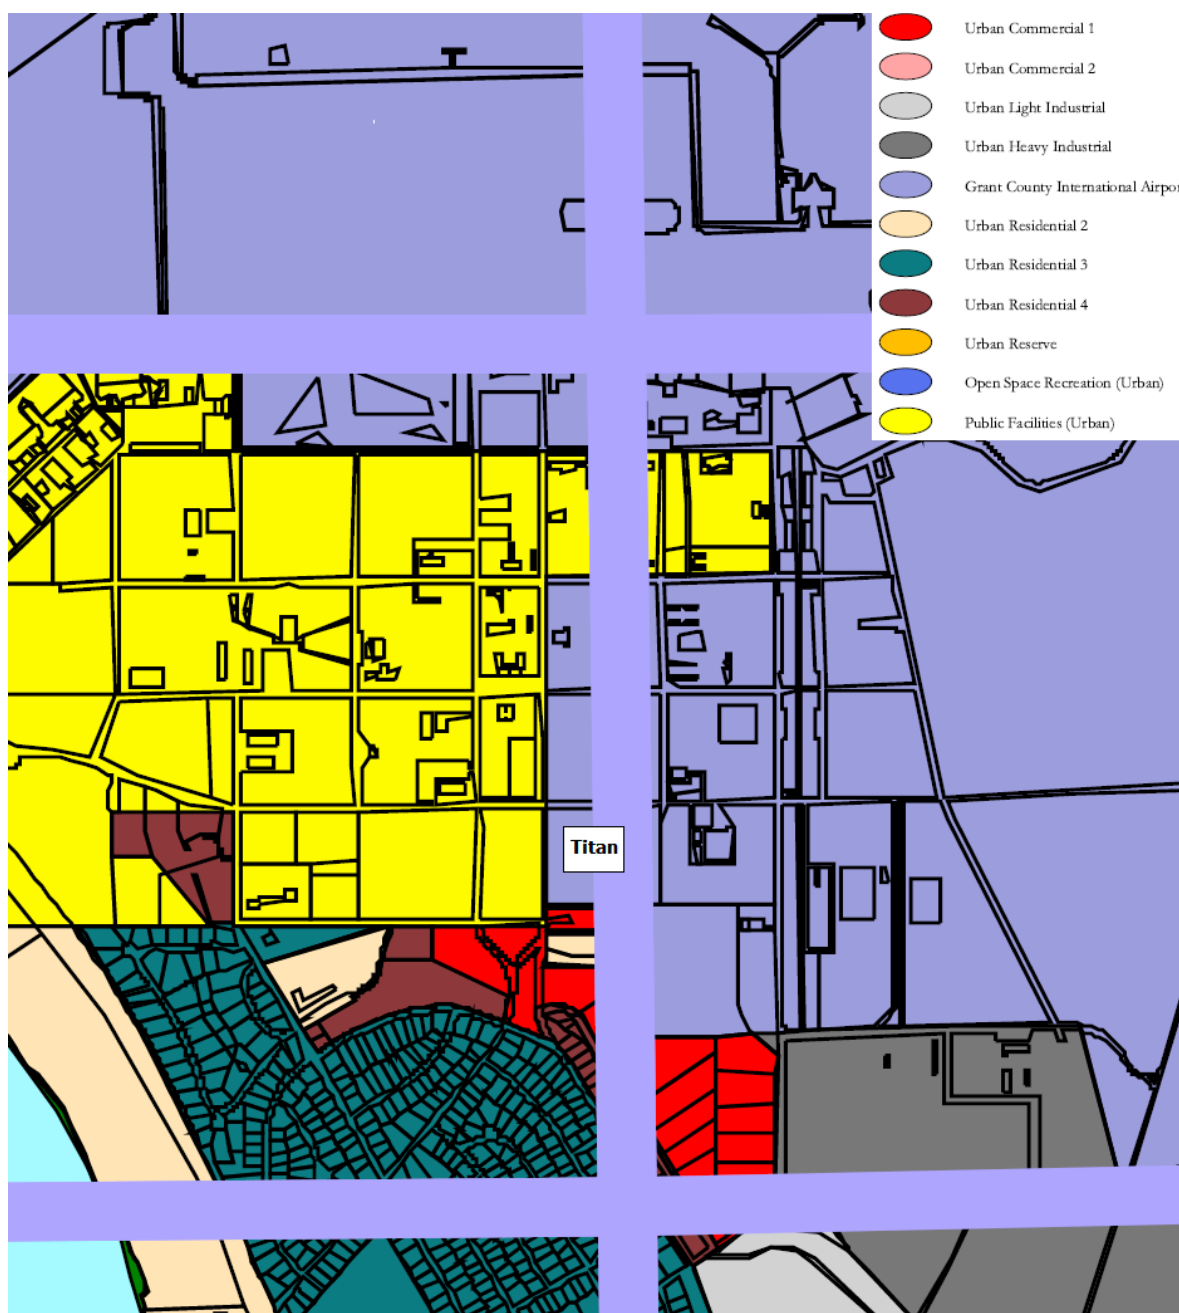 Urban Commercial 1
Urban Commercial 2
Urban Light Industrial
Urban Heavy Industrial
Grant County International Airpor
Urban Residential 2
Urban Residential 3
Urban Residential 4
Urban Reserve
Open Space Recreation (Urban)
Public Facilities (Urban)
Titan